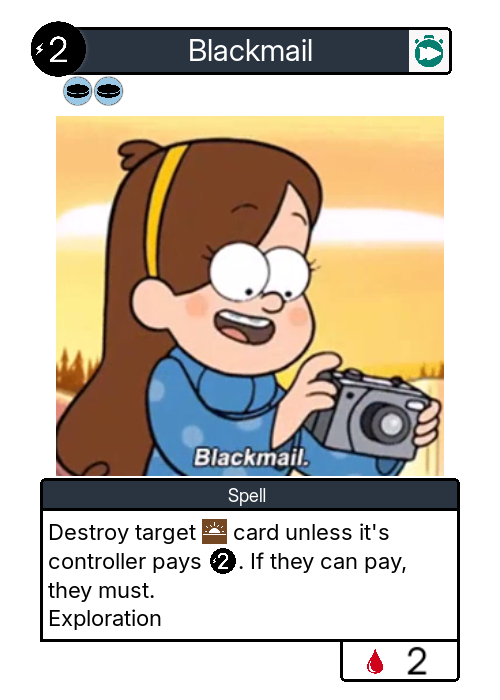 2
Blackmail
Blackmail.
Spell
Destroy target card unless it's
controller pays 2. If they can pay,
they must.
Exploration
2